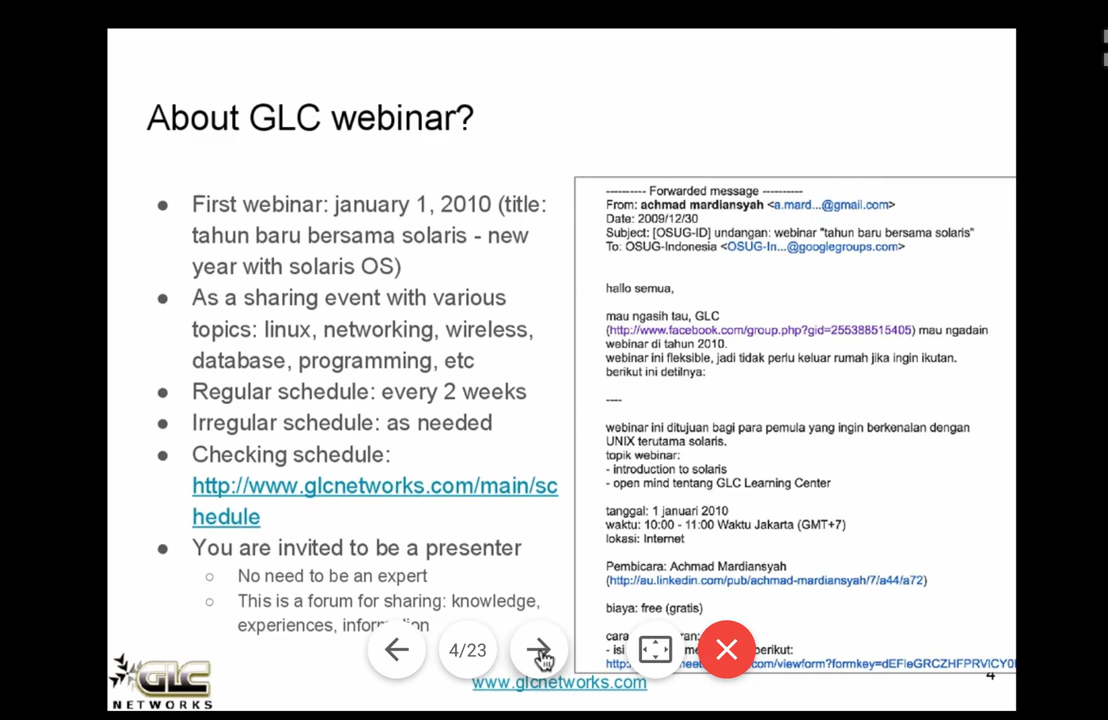 About GLC webinar?
● First webinar: january 1, 2010 (title:
tahun baru bersama solaris - new
year with solaris OS)
● As a sharing event with various
topics: linux, networking, wireless,
database, programming, etc
● Regular schedule: every 2 weeks
● Irregular schedule: as needed
● Checking schedule:
http://www.glcnetworks.com/main/sc
hedule
● You are invited to be a presenter
○ No need to be an expert
○ This is a forum for sharing: knowledge,
experiences,
---------- Forwarded message ----------
From: achmad mardiansyah <a.mard...@gmail.com>
Date: 2009/12/30
Subject: [OSUG-ID] undangan: webinar "tahun baru bersama solaris"
To: OSUG-Indonesia <OSUG-In...@googlegroups.com>
hallo semua,
mau ngasih tau, GLC
(http://www.facebook.com/group.php?gid=255388515405) mau ngadain
webinar di tahun 2010.
webinar ini fleksible, jadi tidak perlu keluar rumah jika ingin ikutan.
berikut ini detilnya:
----
webinar ini ditujuan bagi para pemula yang ingin berkenalan dengan
UNIX terutama solaris.
topik webinar:
- introduction to solaris
- open mind tentang GLC Learning Center
tanggal: 1 januari 2010
waktu: 10:00 - 11:00 Waktu Jakarta (GMT+7)
lokasi: Internet
Pembicara: Achmad Mardiansyah
(http://au.linkedin.com/pub/achmad-mardiansyah/7/a44/a72)
biaya: free (gratis)
4/23
www.glcnetworks.com
4
GLC
NETWORKS